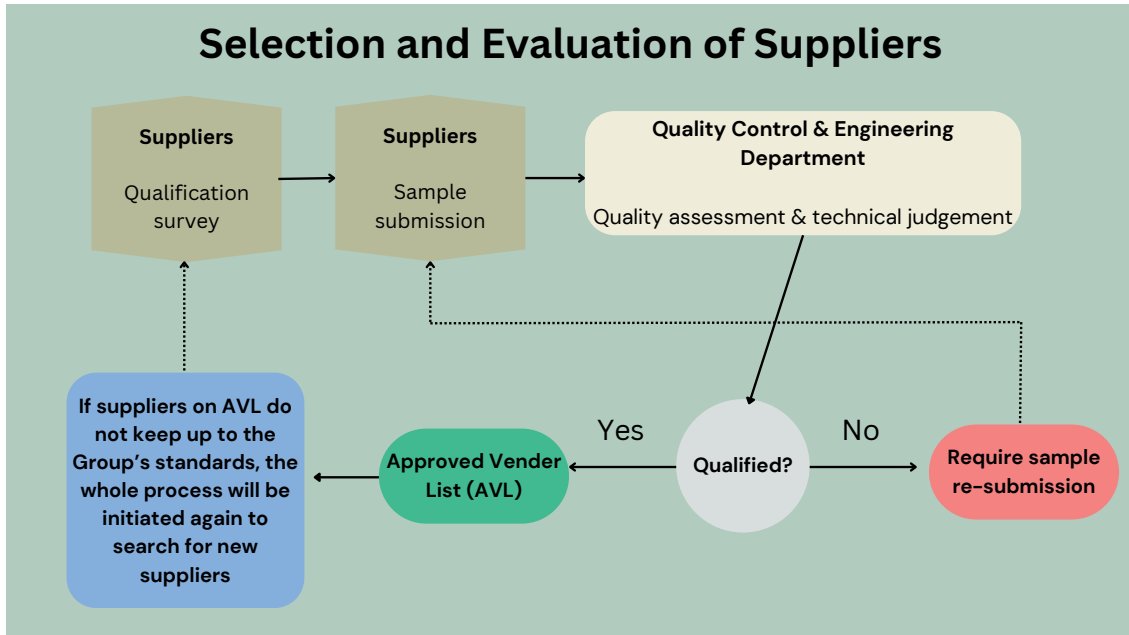 Selection and Evaluation of Suppliers
Suppliers
Qualification
survey
Suppliers
Sample
submission
Quality Control & Engineering
Department
Quality assessment & technical judgement
Qualified?
Yes
No
Approved Vender
List (AVL)
Require sample
re-submission
If suppliers on AVL do
not keep up to the
Group's standards, the
whole process will be
initiated again to
search for new
suppliers